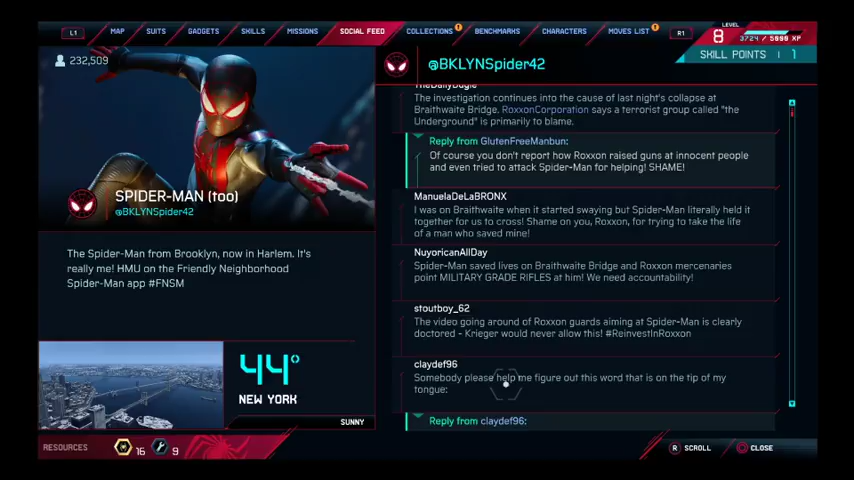 L1 MAP SUITS GADGETS SKILLS MISSIONS SOCIAL FEED COLLECTIONS BENCHMARKS CHARACTERS MOVES LIST R1
LEVEL
8 3724 / 5099 XP
SKILL POINTS | 1
232,509
SPIDER-MAN (too)
@BKLYNSpider42
The Spider-Man from Brooklyn, now in Harlem. It's
really me! HMU on the Friendly Neighborhood
Spider-Man app #FNSM
44°
NEW YORK
SUNNY
@BKLYNSpider42
TheDailyBugle
The investigation continues into the cause of last night's collapse at
Braithwaite Bridge. RoxxonCorporation says a terrorist group called "the
Underground" is primarily to blame.
Reply from GlutenFreeManbun:
Of course you don't report how Roxxon raised guns at innocent people
and even tried to attack Spider-Man for helping! SHAME!
ManuelaDeLaBRONX
I was on Braithwaite when it started swaying but Spider-Man literally held it
together for us to cross! Shame on you, Roxxon, for trying to take the life
of a man who saved mine!
NuyoricanAllDay
Spider-Man saved lives on Braithwaite Bridge and Roxxon mercenaries
point MILITARY GRADE RIFLES at him! We need accountability!
stoutboy_62
The video going around of Roxxon guards aiming at Spider-Man is clearly
doctored - Krieger would never allow this! #ReinvestInRoxxon
claydef96
Somebody please help me figure out this word that is on the tip of my
tongue:
Reply from claydef96:
RESOURCES 16 9
R SCROLL CLOSE